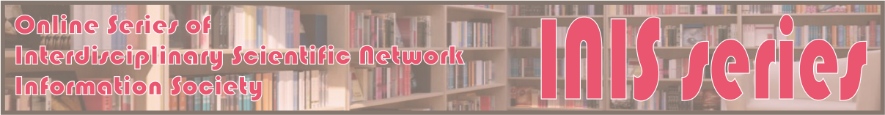 Online Series of
Interdisciplinary Scientific Network
Information Society
INIS series